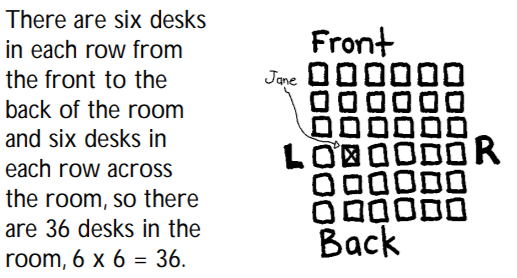 There are six desks
in each row from
the front to the
back of the room
and six desks in
each row across
the room, so there
are 36 desks in the
room, 6 x 6 = 36.
Front
Jane
L
R
Back